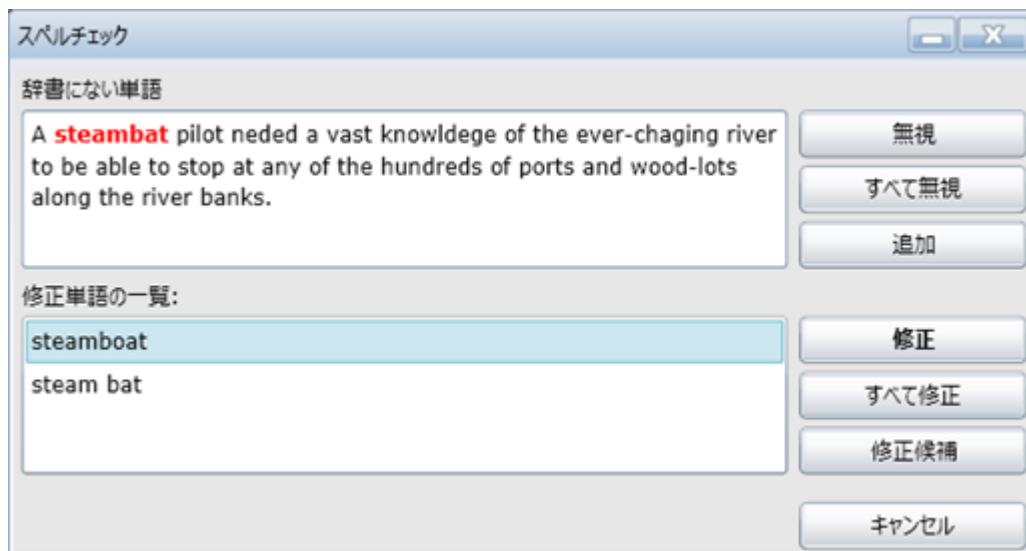 スペルチェック
辞書にない単語
A steambat pilot neded a vast knowldege of the ever-chaging river
to be able to stop at any of the hundreds of ports and wood-lots
along the river banks.
無視
すべて無視
追加
修正単語の一覧:
steamboat
steam bat
修正
すべて修正
修正候補
キャンセル